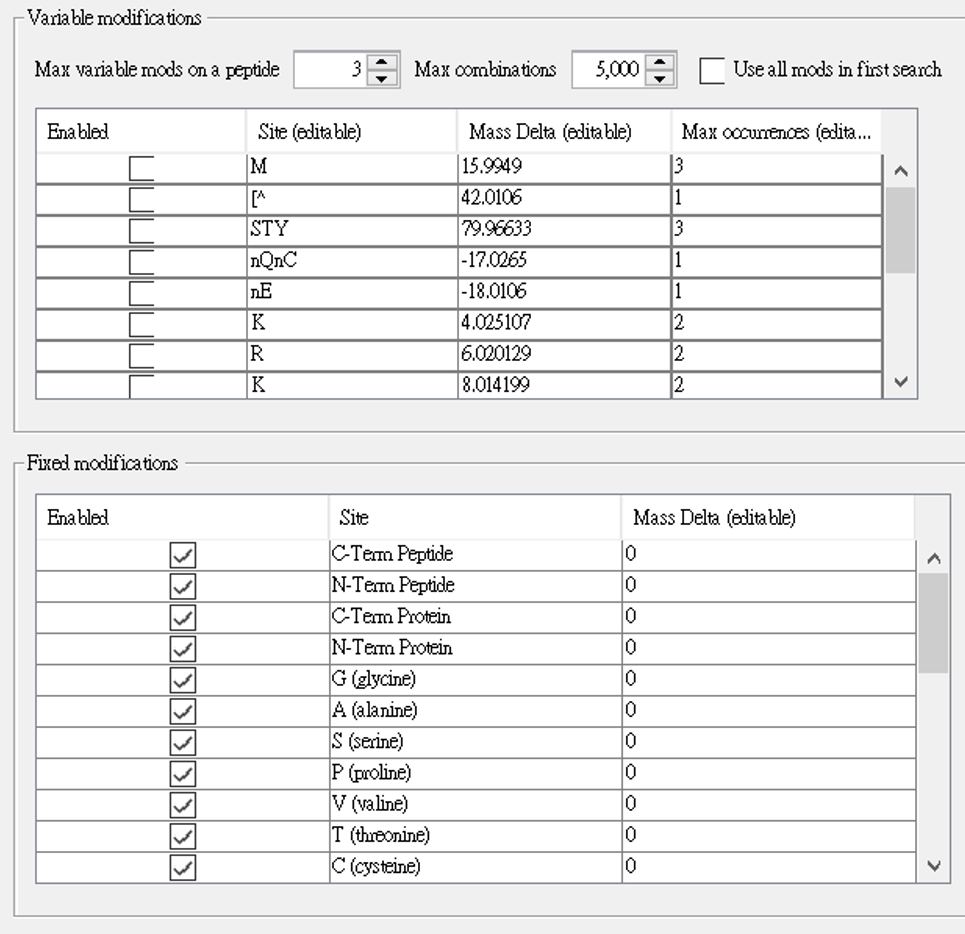 Variable modifications
Max variable mods on a peptide 3 Max combinations 5,000 Use all mods in first search
Enabled Site (editable) Mass Delta (editable) Max occurrences (edita...
M 15.9949 3
[^ 42.0106 1
STY 79.96633 3
nQnC -17.0265 1
nE -18.0106 1
K 4.025107 2
R 6.020129 2
K 8.014199 2
Fixed modifications
Enabled Site Mass Delta (editable)
C-Term Peptide 0
N-Term Peptide 0
C-Term Protein 0
N-Term Protein 0
G (glycine) 0
A (alanine) 0
S (serine) 0
P (proline) 0
V (valine) 0
T (threonine) 0
C (cysteine) 0